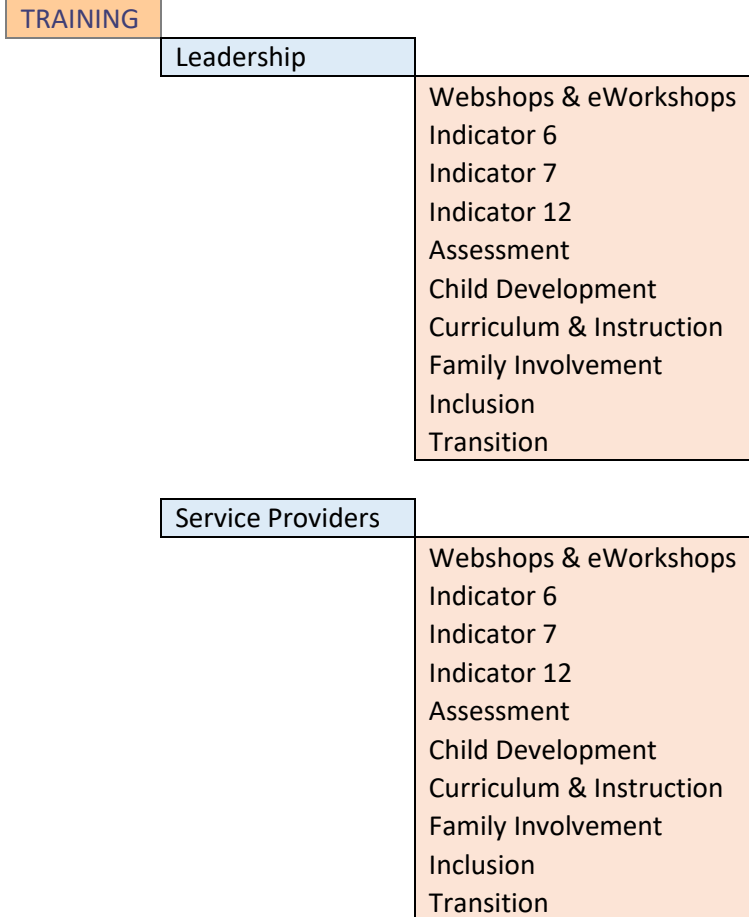 TRAINING
Leadership
Webshops & eWorkshops
Indicator 6
Indicator 7
Indicator 12
Assessment
Child Development
Curriculum & Instruction
Family Involvement
Inclusion
Transition
Service Providers
Webshops & eWorkshops
Indicator 6
Indicator 7
Indicator 12
Assessment
Child Development
Curriculum & Instruction
Family Involvement
Inclusion
Transition